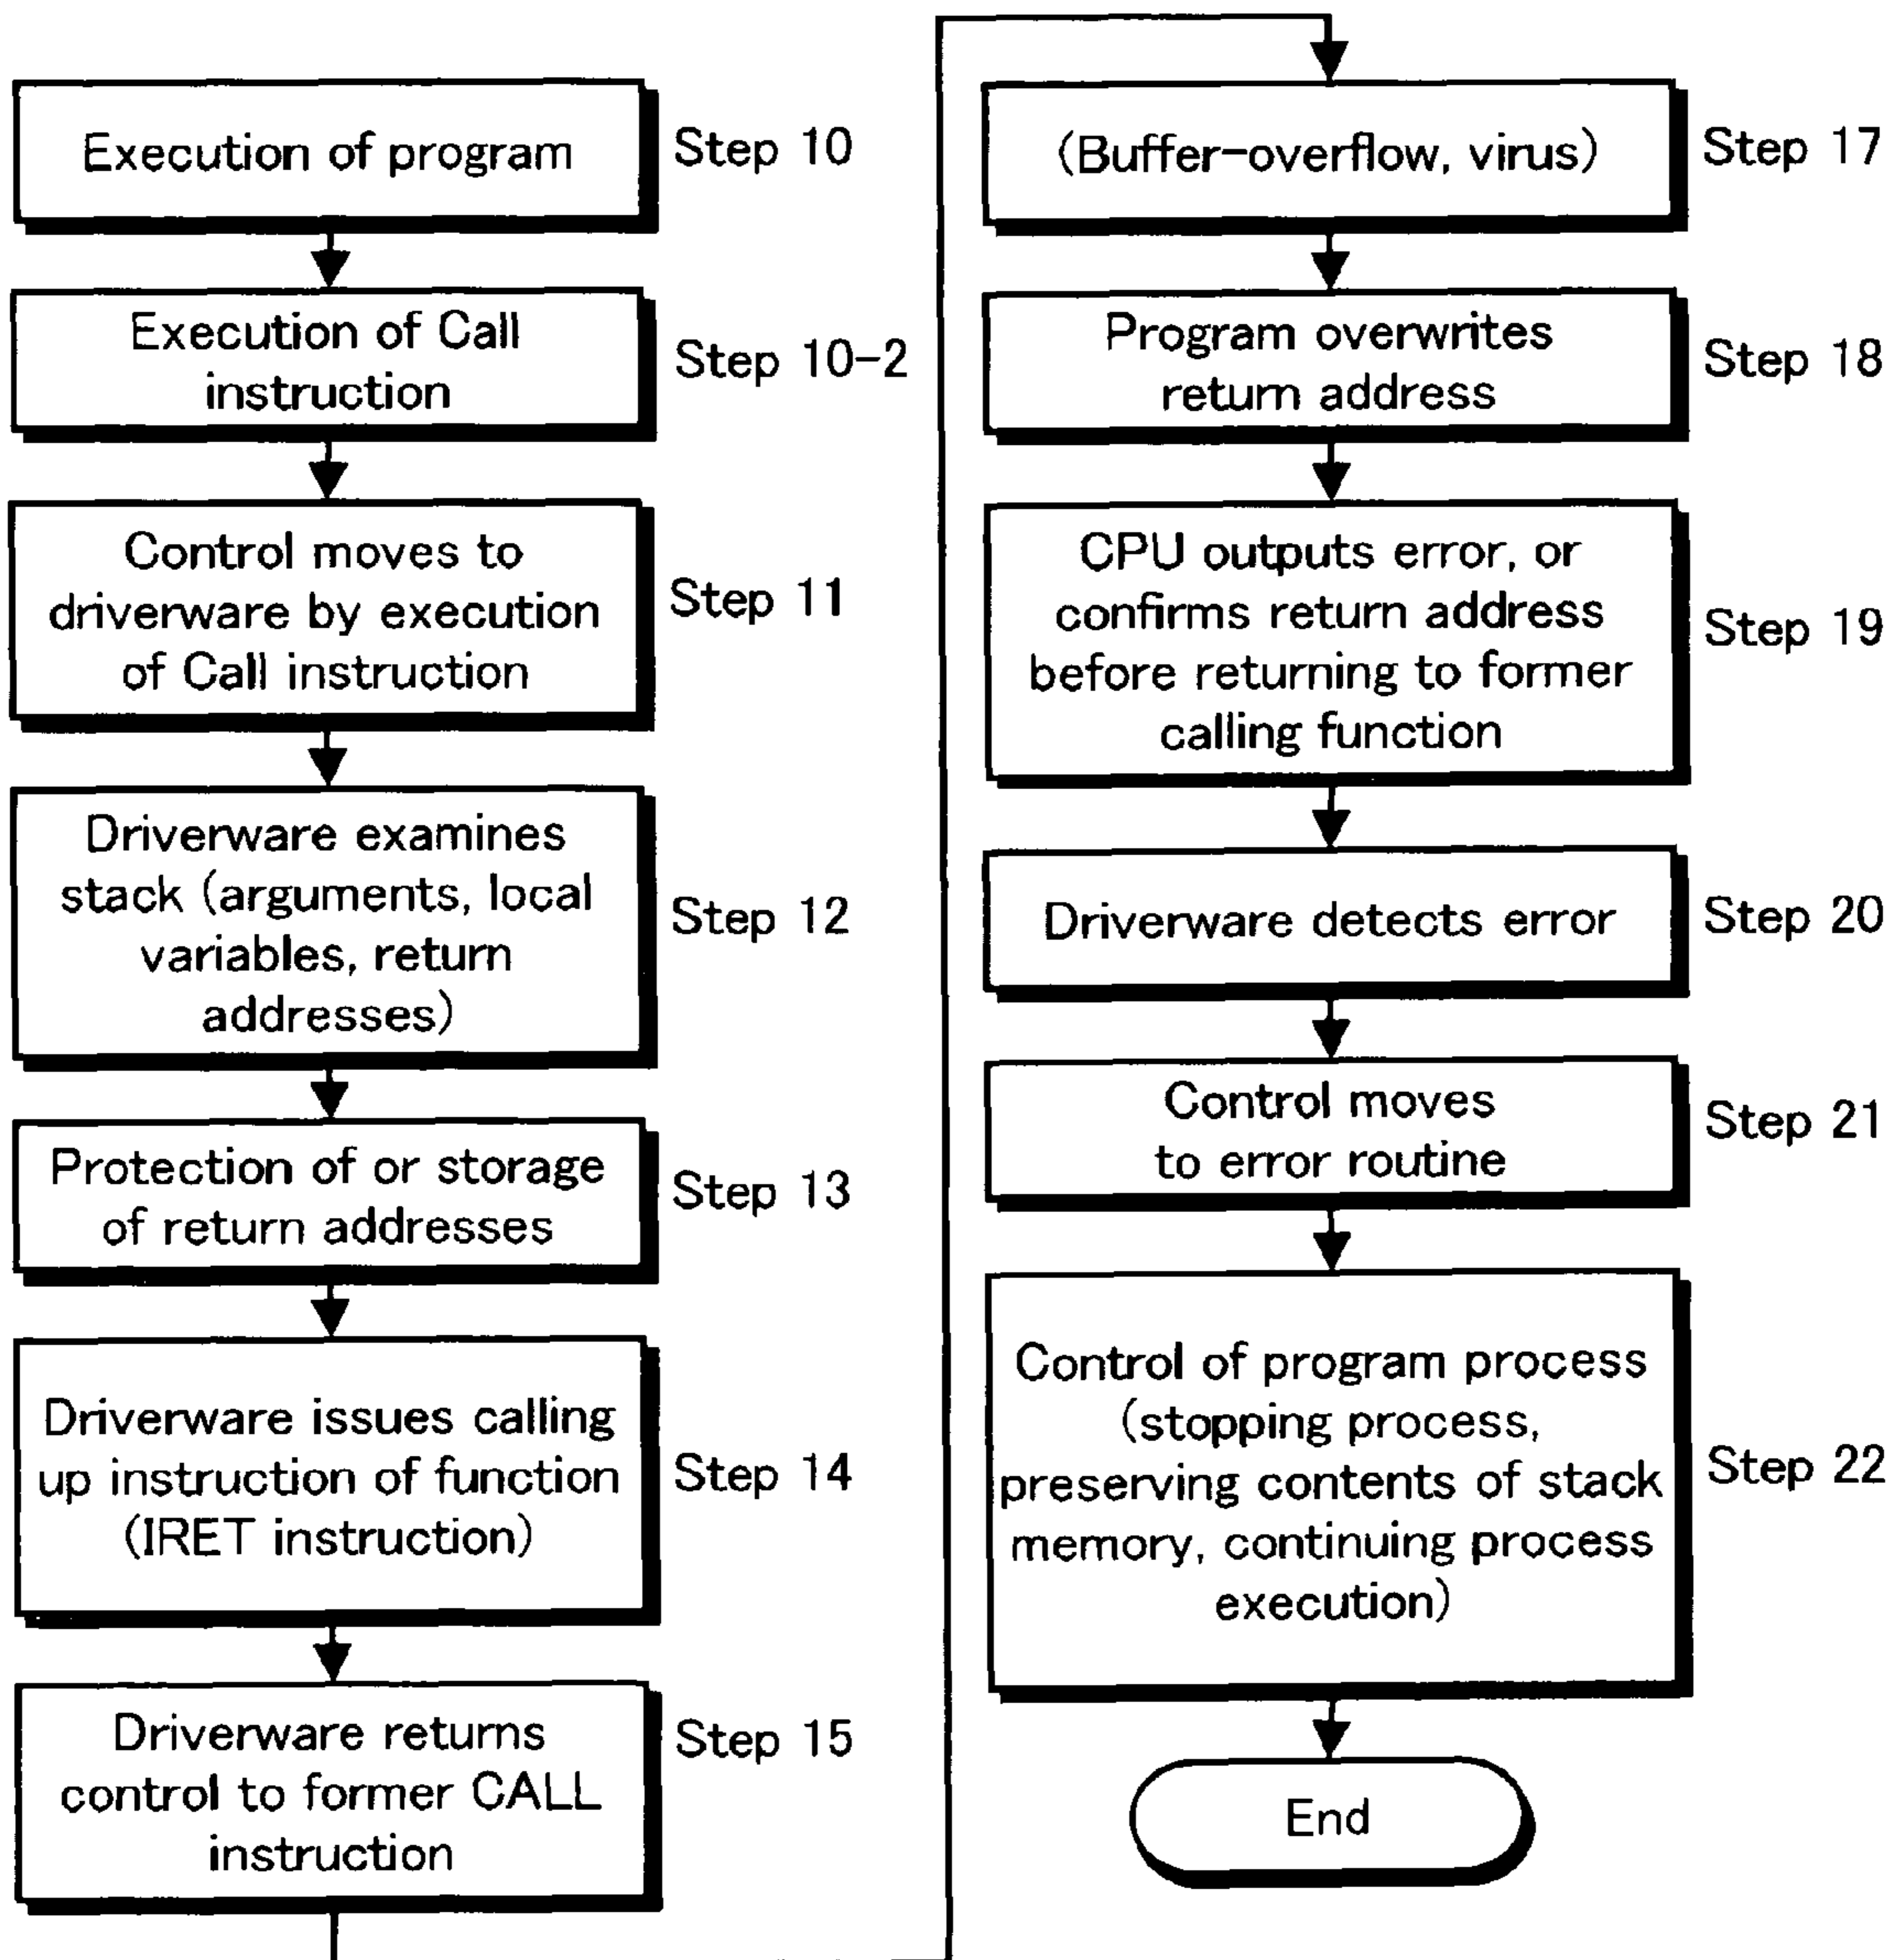 Execution of program
Step 10
Execution of Call
instruction
Step 10-2
Control moves to
driverware by execution
of Call instruction
Step 11
Driverware examines
stack (arguments, local
variables, return
addresses)
Step 12
Protection of or storage
of return addresses
Step 13
Driverware issues calling
up instruction of function
(IRET instruction)
Step 14
Driverware returns
control to former CALL
instruction
Step 15
(Buffer-overflow, virus)
Step 17
Program overwrites
return address
Step 18
CPU outputs error, or
confirms return address
before returning to former
calling function
Step 19
Driverware detects error
Step 20
Control moves
to error routine
Step 21
Control of program process
(stopping process,
preserving contents of stack
memory, continuing process
execution)
Step 22
End